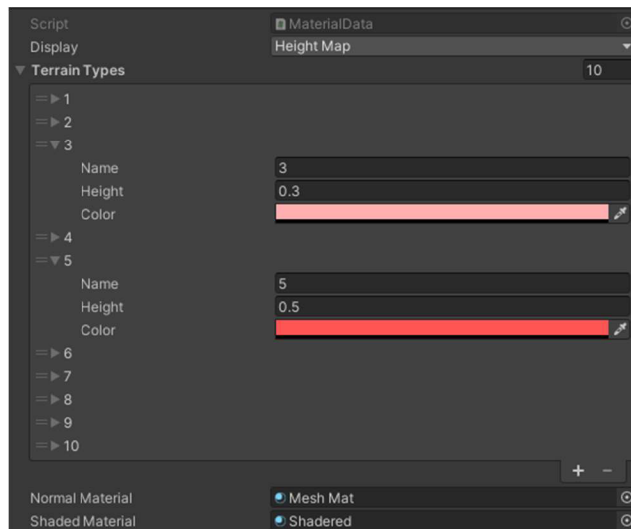 Script MaterialData
Display Height Map
Terrain Types 10
1
2
3
Name 3
Height 0.3
Color
4
5
Name 5
Height 0.5
Color
6
7
8
9
10
+ −
Normal Material Mesh Mat
Shaded Material Shadered